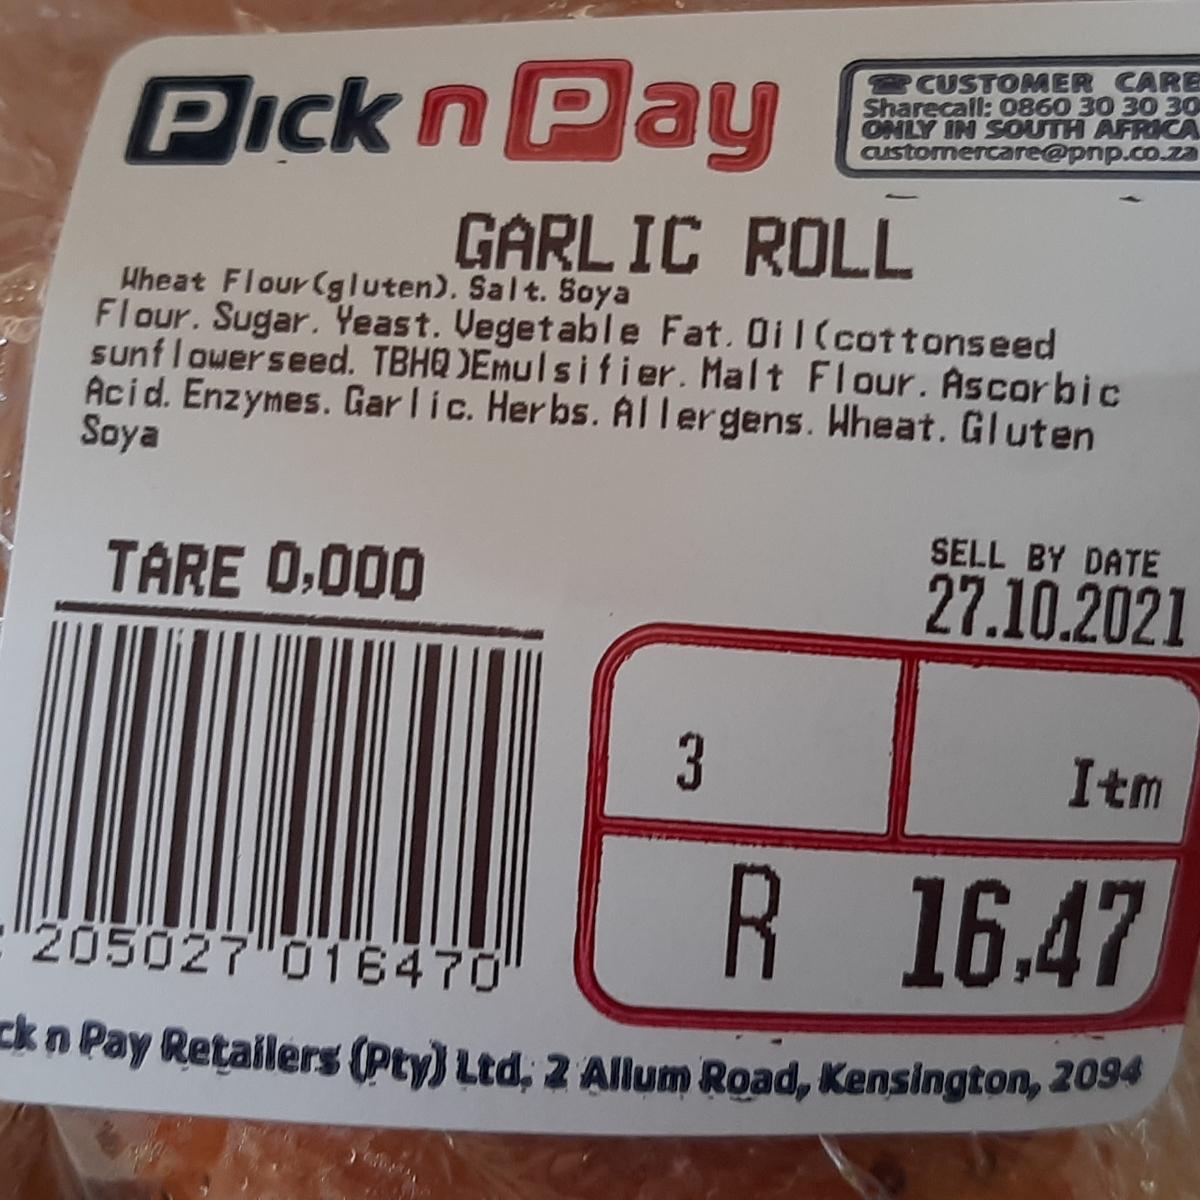 Pick n Pay
CUSTOMER CARE
Sharecall: 0860 30 30 30
ONLY IN SOUTH AFRICA
customercare@pnp.co.za
GARLIC ROLL
Wheat Flour(gluten). Salt. Soya
Flour. Sugar. Yeast. Vegetable Fat. Oil(cottonseed
sunflowerseed. TBHQ)Emulsifier. Malt Flour. Ascorbic
Acid. Enzymes. Garlic. Herbs. Allergens. Wheat. Gluten
Soya
TARE 0,000
SELL BY DATE
27.10.2021
3 Itm
R 16,47
205027 016470
ck n Pay Retailers (Pty) Ltd, 2 Allum Road, Kensington, 2094